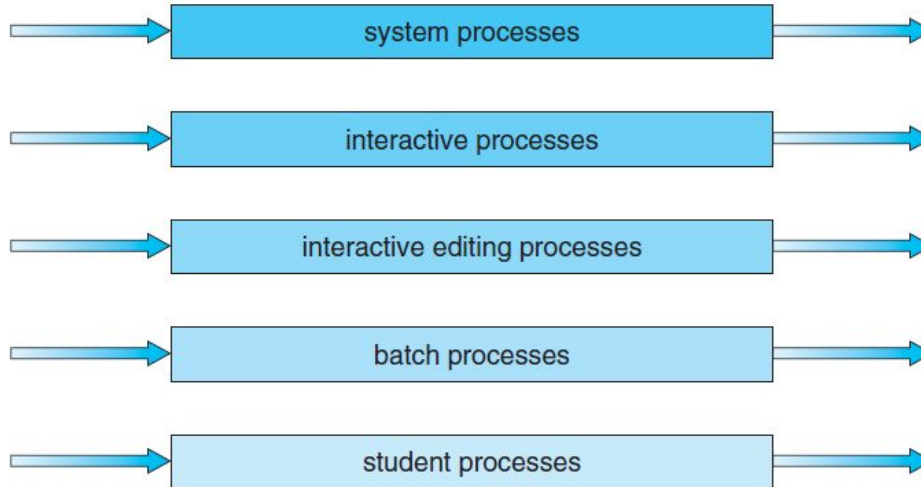 system processes
interactive processes
interactive editing processes
batch processes
student processes